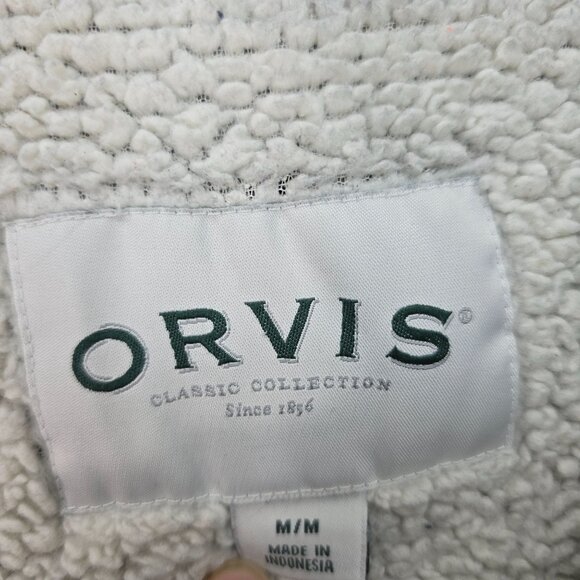 ORVIS®
CLASSIC COLLECTION
Since 1856
M/M
MADE IN
INDONESIA